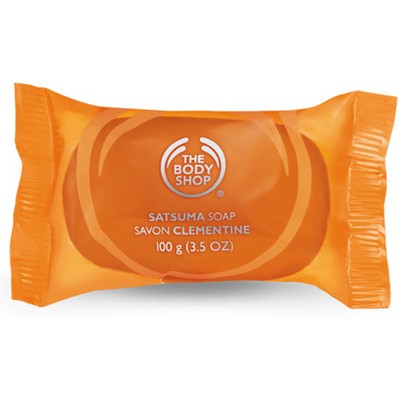 THE
BODY
SHOP®
SATSUMA SOAP
SAVON CLEMENTINE
100 g (3.5 OZ)